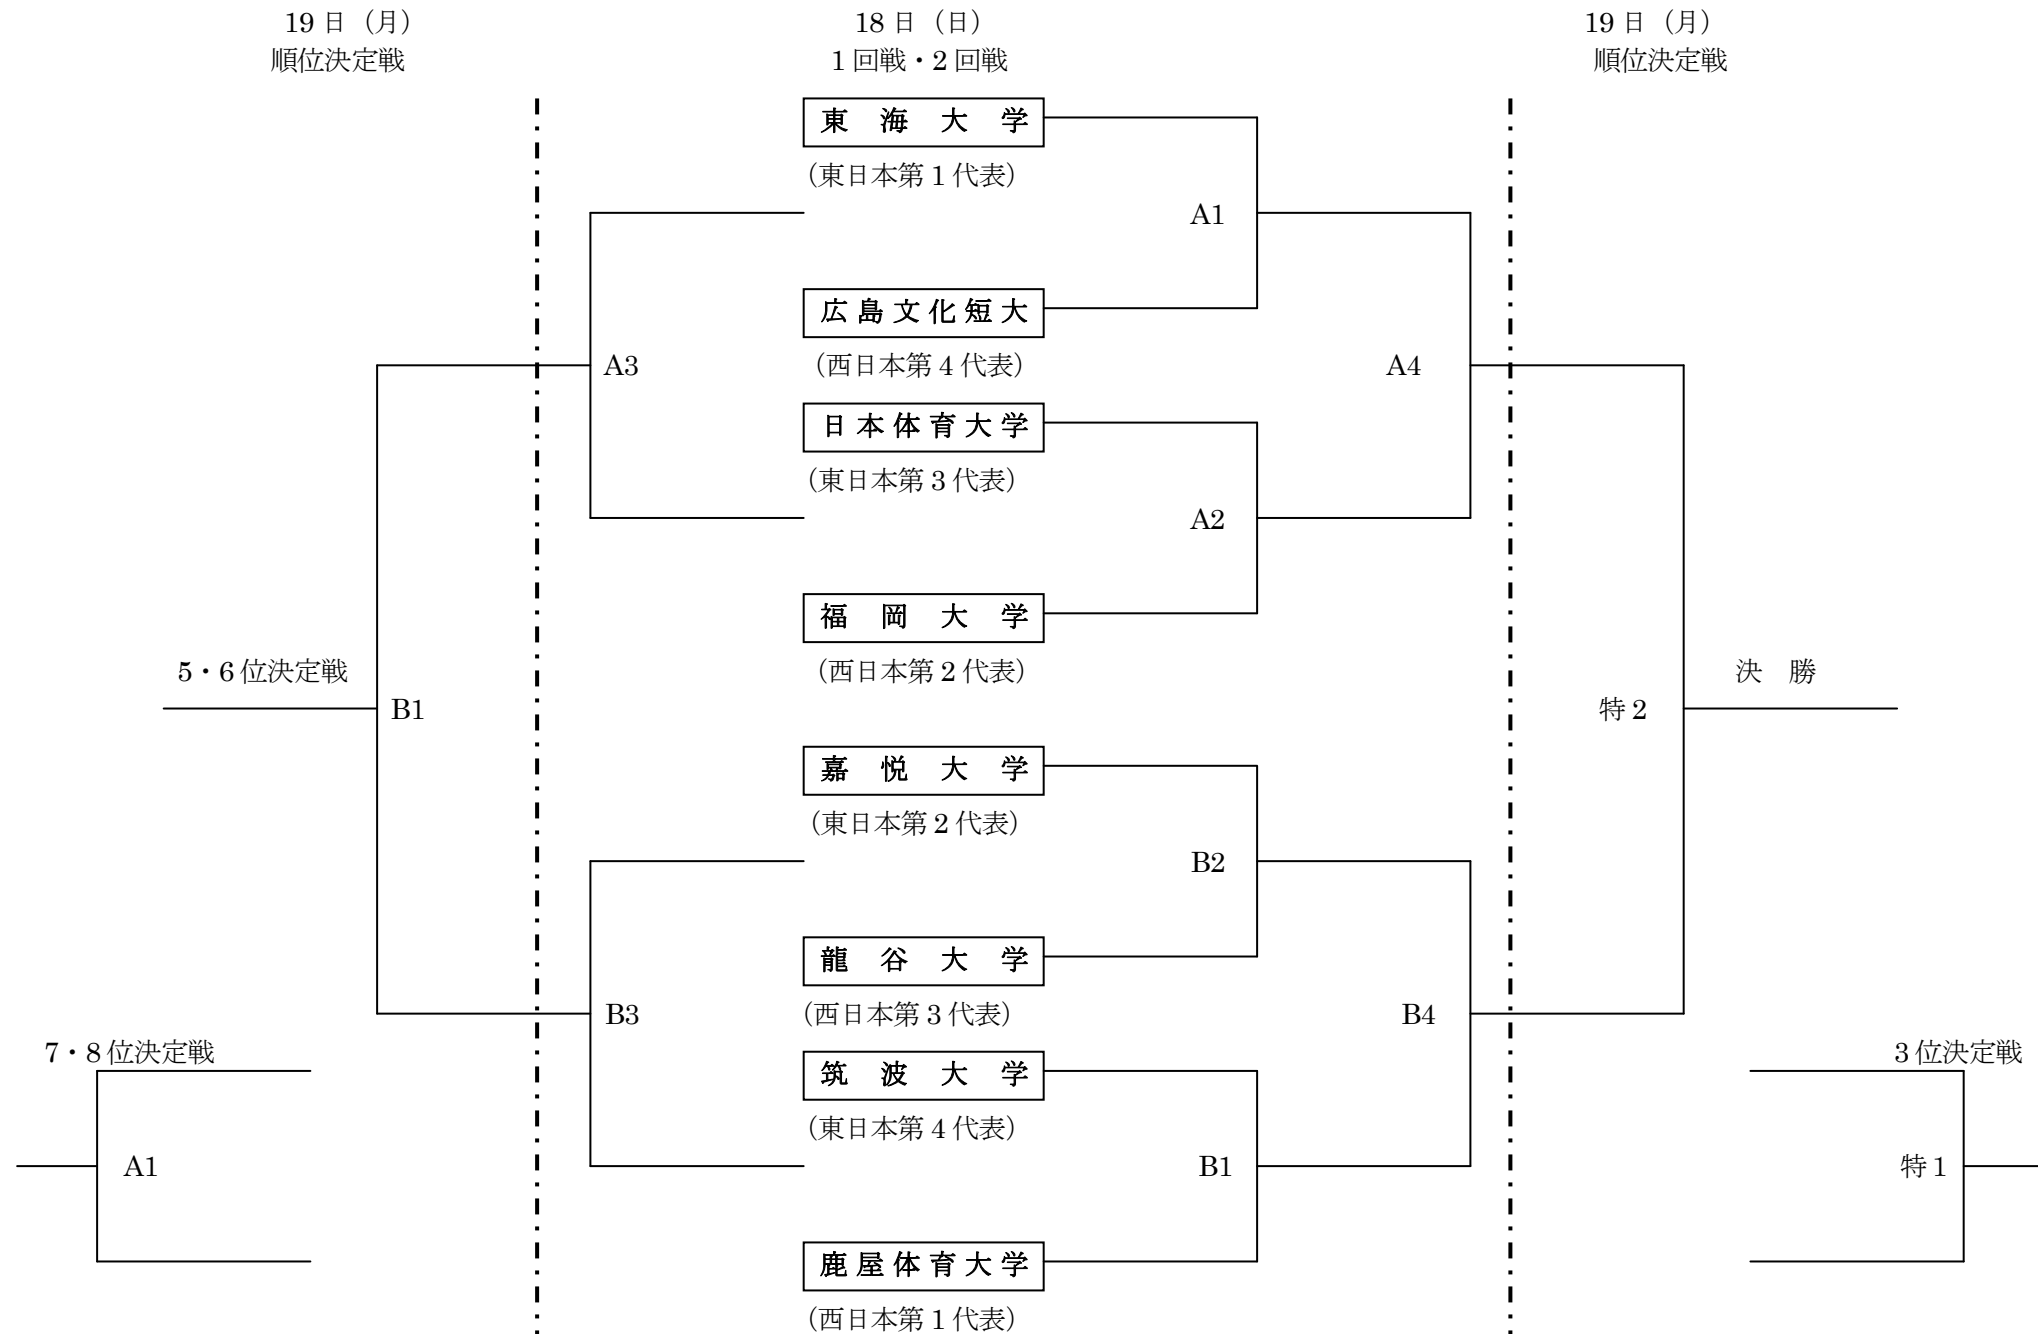 19日（月）
順位決定戦
18日（日）
1回戦・2回戦
19日（月）
順位決定戦
東海大学
（東日本第1代表）
A1
広島文化短大
（西日本第4代表）
A3
A4
日本体育大学
（東日本第3代表）
A2
福岡大学
（西日本第2代表）
5・6位決定戦
B1
決　勝
特2
嘉悦大学
（東日本第2代表）
B2
龍谷大学
（西日本第3代表）
B3
B4
7・8位決定戦
A1
筑波大学
（東日本第4代表）
B1
鹿屋体育大学
（西日本第1代表）
3位決定戦
特1